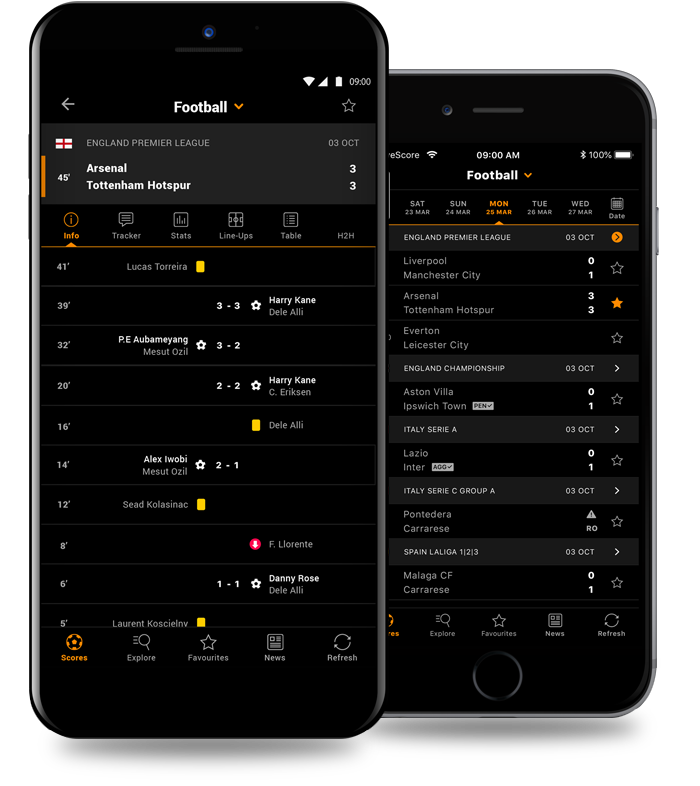 09:00
Football
ENGLAND PREMIER LEAGUE 03 OCT
45' Arsenal 3
Tottenham Hotspur 3
Info Tracker Stats Line-Ups Table H2H
41' Lucas Torreira
39' 3 - 3 Harry Kane
Dele Alli
32' P.E Aubameyang 3 - 2
Mesut Ozil
20' 2 - 2 Harry Kane
C. Eriksen
16' Dele Alli
14' Alex Iwobi 2 - 1
Mesut Ozil
12' Sead Kolasinac
8' F. Llorente
6' 1 - 1 Danny Rose
Dele Alli
5' Laurent Koscielny
Scores Explore Favourites News Refresh
eScore 09:00 AM 100%
Football
SAT SUN MON TUE WED
23 MAR 24 MAR 25 MAR 26 MAR 27 MAR Date
ENGLAND PREMIER LEAGUE 03 OCT
Liverpool 0
Manchester City 1
Arsenal 3
Tottenham Hotspur 3
Everton
Leicester City
ENGLAND CHAMPIONSHIP 03 OCT
Aston Villa 0
Ipswich Town PEN 1
ITALY SERIE A 03 OCT
Lazio 0
Inter AGG 1
ITALY SERIE C GROUP A 03 OCT
Pontedera
Carrarese RO
SPAIN LALIGA 1|2|3 03 OCT
Malaga CF 0
Carrarese 1
res Explore Favourites News Refresh